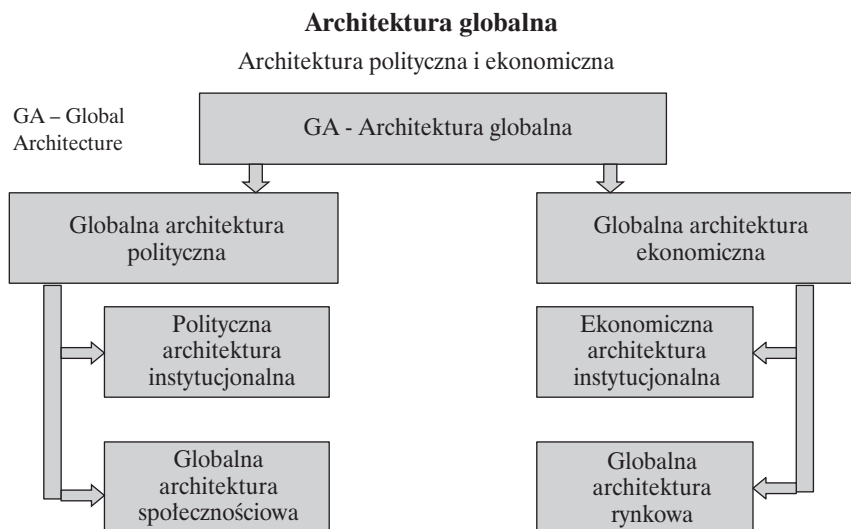 Architektura globalna
Architektura polityczna i ekonomiczna
GA – Global
Architecture
GA - Architektura globalna
Globalna architektura
polityczna
Globalna architektura
ekonomiczna
Polityczna
architektura
instytucjonalna
Ekonomiczna
architektura
instytucjonalna
Globalna
architektura
społecznościowa
Globalna
architektura
rynkowa